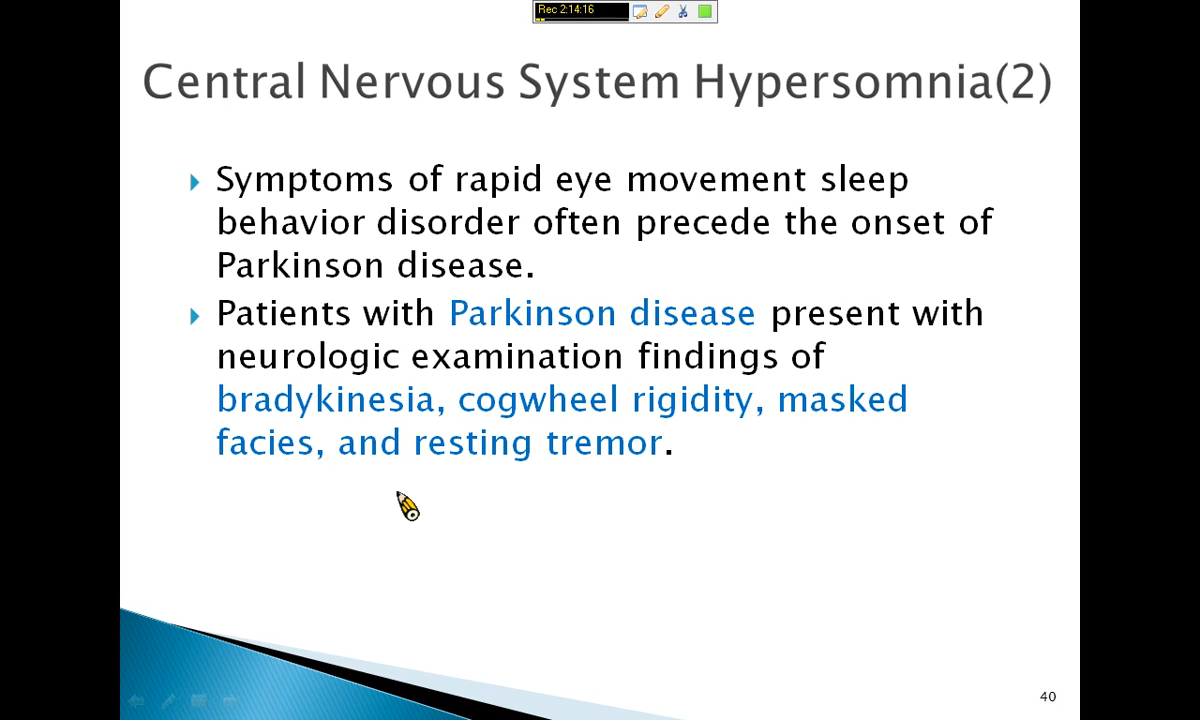 Rec 2:14:16
Central Nervous System Hypersomnia(2)
Symptoms of rapid eye movement sleep
behavior disorder often precede the onset of
Parkinson disease.
Patients with Parkinson disease present with
neurologic examination findings of
bradykinesia, cogwheel rigidity, masked
facies, and resting tremor.
40